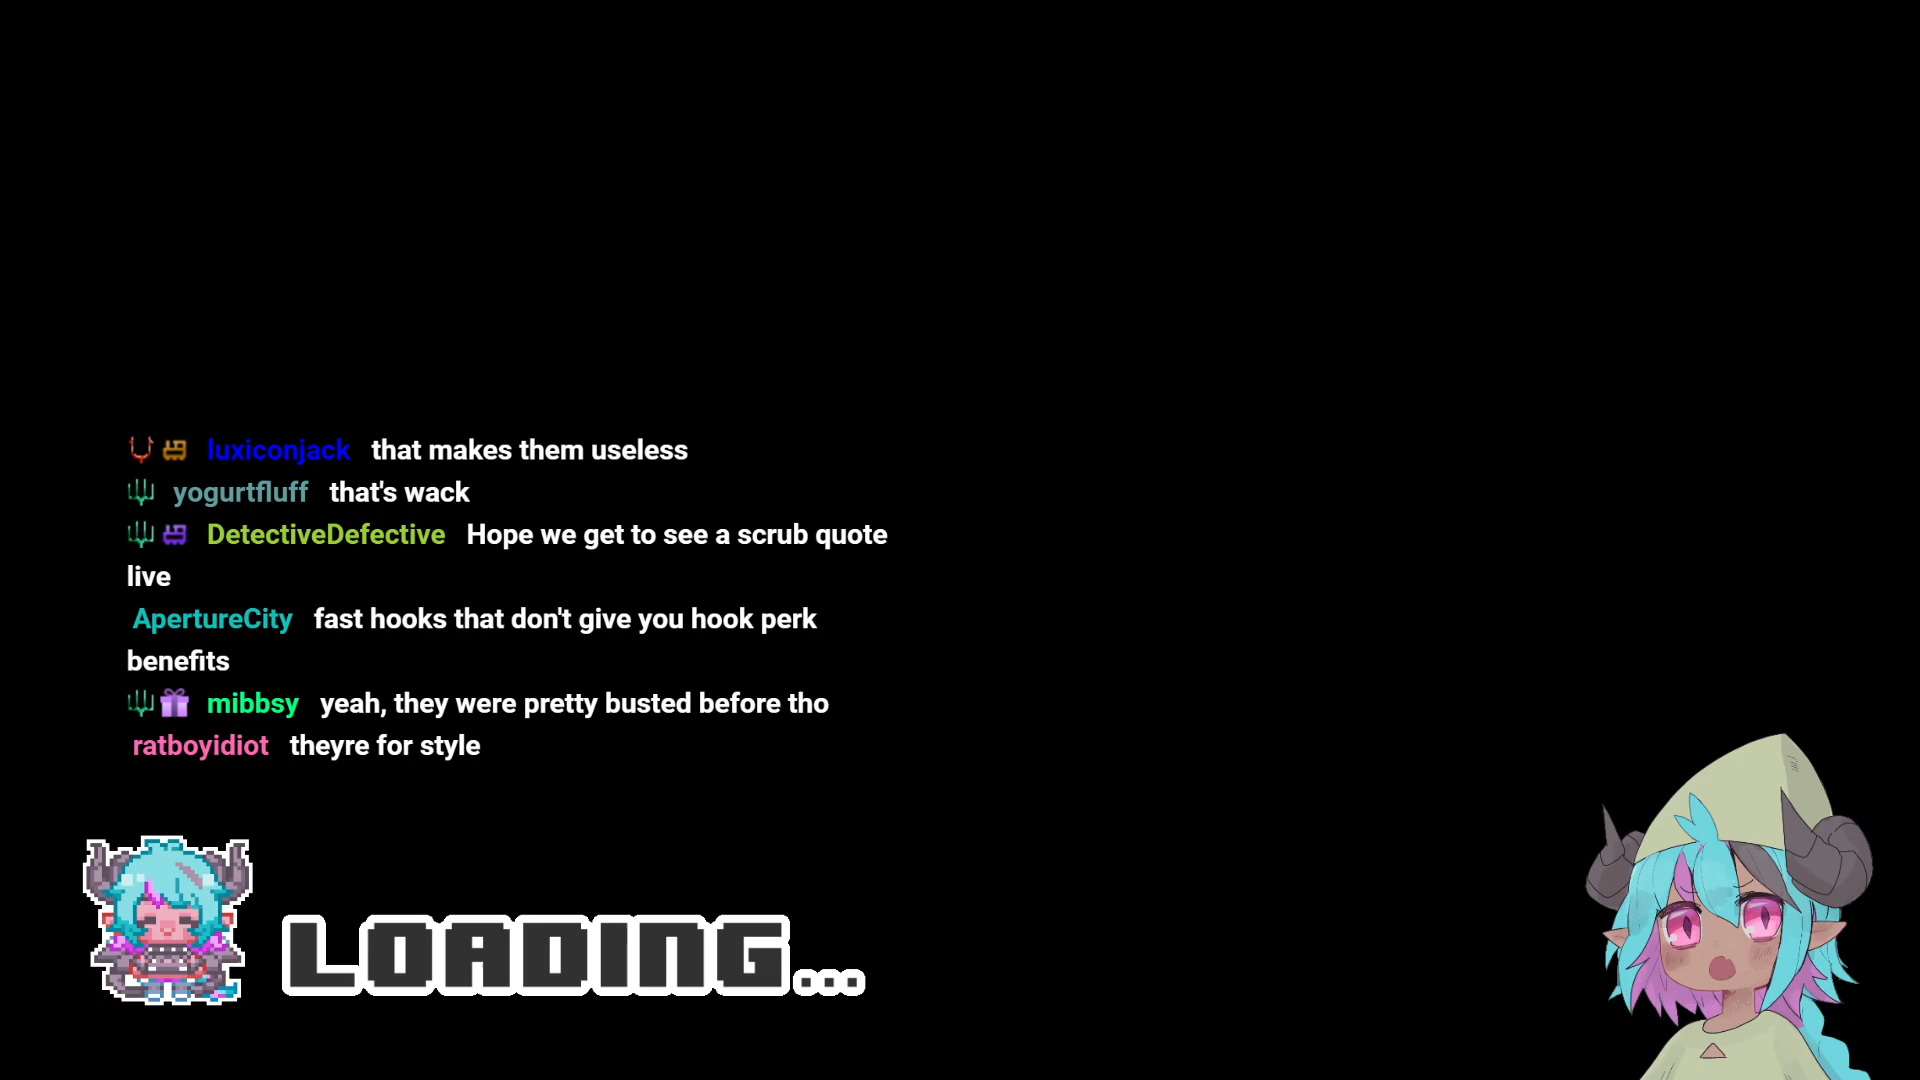 luxiconjack that makes them useless
yogurtfluff that's wack
DetectiveDefective Hope we get to see a scrub quote
live
ApertureCity fast hooks that don't give you hook perk
benefits
mibbsy yeah, they were pretty busted before tho
ratboyidiot theyre for style
LOADING...